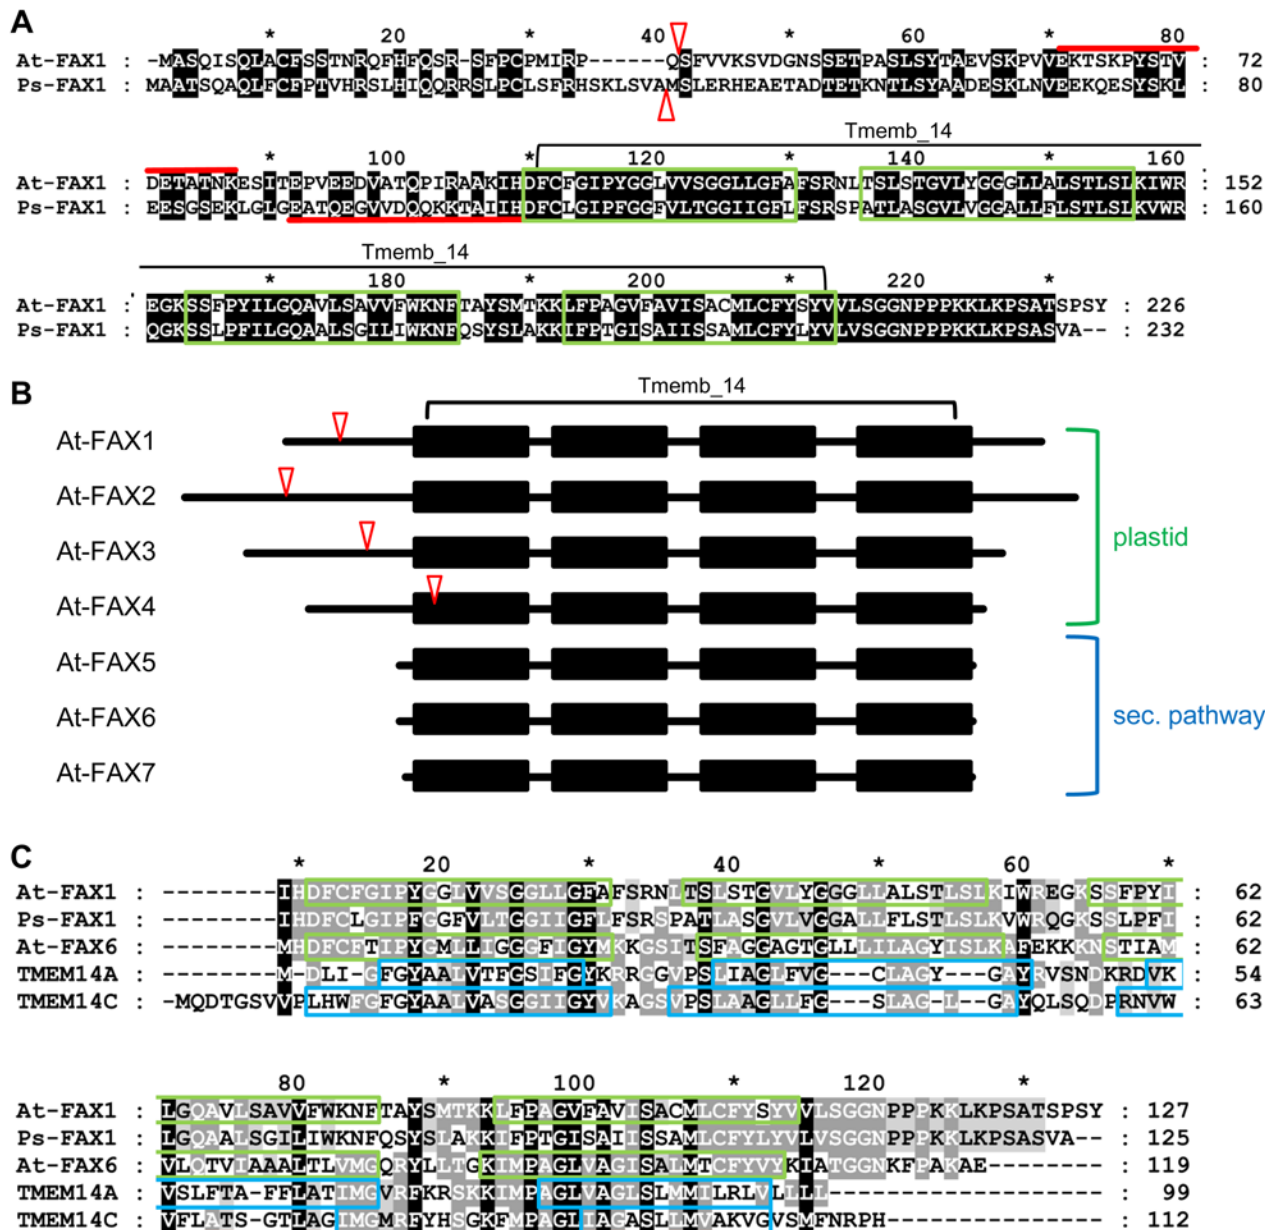 A
* 20 * 40 * 60 * 80
At-FAX1 : -MASQISQLACFSSTNRQFHFQSR-SFPCPMIRP------QSFVVKSVDGNSSETPASLSYTAEVSKPVVEKTSKPYSTV : 72
Ps-FAX1 : MAATSQAQLFCFPTVHRSLHIQQRRSLPCLSFRHSKLSVAMSLERHEAETADTETKNTLSYAADESKLNVEEKQESYSKL : 80
Tmemb_14
* 100 * 120 * 140 * 160
At-FAX1 : DETATNKESITEPVEEDVATQPIRAAKIHDFCFGIPYGGLVVSGGLLGFAFSRNLTSLSTGVLYGGGLLALSTLSLKIWR : 152
Ps-FAX1 : EESGSEKLGLGEATQEGVVDQQKKTAIIHDFCLGIPFGGFVLTGGIIGFLFSRSPATLASGVLVGGALLFLSTLSLKVWR : 160
Tmemb_14
* 180 * 200 * 220 *
At-FAX1 : EGKSSFPYILGQAVLSAVVFWKNFTAYSMTKKLFPAGVFAVISACMLCFYSYVVLSGGNPPPKKLKPSATSPSY : 226
Ps-FAX1 : QGKSSLPFILGQAALSGILIWKNFQSYSLAKKIFPTGISAIISSAMLCFYLYVLVSGGNPPPKKLKPSASVA-- : 232
B
Tmemb_14
At-FAX1
At-FAX2
At-FAX3
plastid
At-FAX4
At-FAX5
At-FAX6
sec. pathway
At-FAX7
C
* 20 * 40 * 60 *
At-FAX1 : --------IHDFCFGIPYGGLVVSGGLLGFAFSRNLTSLSTGVLYGGGLLALSTLSLKIWREGKSSFPYI : 62
Ps-FAX1 : --------IHDFCLGIPFGGFVLTGGIIGFLFSRSPATLASGVLVGGALLFLSTLSLKVWRQGKSSLPFI : 62
At-FAX6 : --------MHDFCFTIPYGMLLIGGGFIGYMKKGSITSFAGGAGTGLLLILAGYISLKAFEKKKNSTIAM : 62
TMEM14A : --------M-DLI-GFGYAALVTFGSIFGYKRRGGVPSLIAGLFVG---CLAGY---GAYRVSNDKRDVK : 54
TMEM14C : -MQDTGSVVPLHWFGFGYAALVASGGIIGYVKAGSVPSLAAGLLFG---SLAG-L--GAYQLSQDPRNVW : 63
80 * 100 * 120 *
At-FAX1 : LGQAVLSAVVFWKNFTAYSMTKKLFPAGVFAVISACMLCFYSYVVLSGGNPPPKKLKPSATSPSY : 127
Ps-FAX1 : LGQAALSGILIWKNFQSYSLAKKIFPTGISAIISSAMLCFYLYVLVSGGNPPPKKLKPSASVA-- : 125
At-FAX6 : VLQTVIAAALTLVMGQRYLLTGKIMPAGLVAGISALMTCFYVYKIATGGNKFPAKAE-------- : 119
TMEM14A : VSLFTA-FFLATIMGVRFKRSKKIMPAGLVAGLSLMMILRLVLLLL------------------- : 99
TMEM14C : VFLATS-GTLAGIMGMRFYHSGKFMPAGLIAGASLLMVAKVGVSMFNRPH--------------- : 112